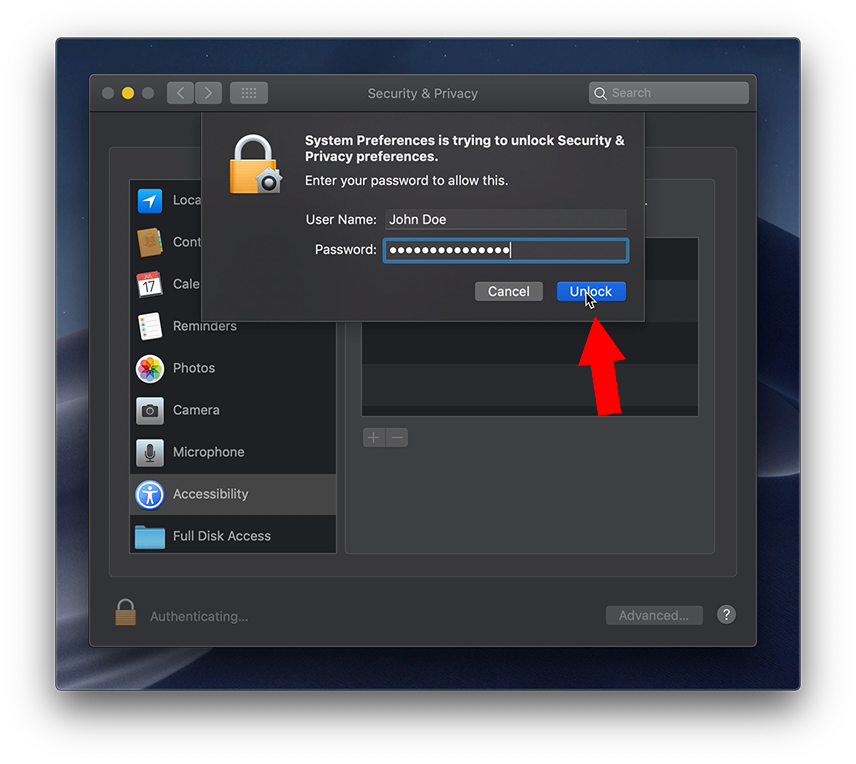 Security & Privacy
Search
System Preferences is trying to unlock Security &
Privacy preferences.
Enter your password to allow this.
User Name: John Doe
Password: ●●●●●●●●●●●●●●●
Cancel
Unlock
Loca
Cont
Cale
JUL
17
Reminders
Photos
Camera
Microphone
Accessibility
Full Disk Access
+
−
Authenticating...
Advanced...
?